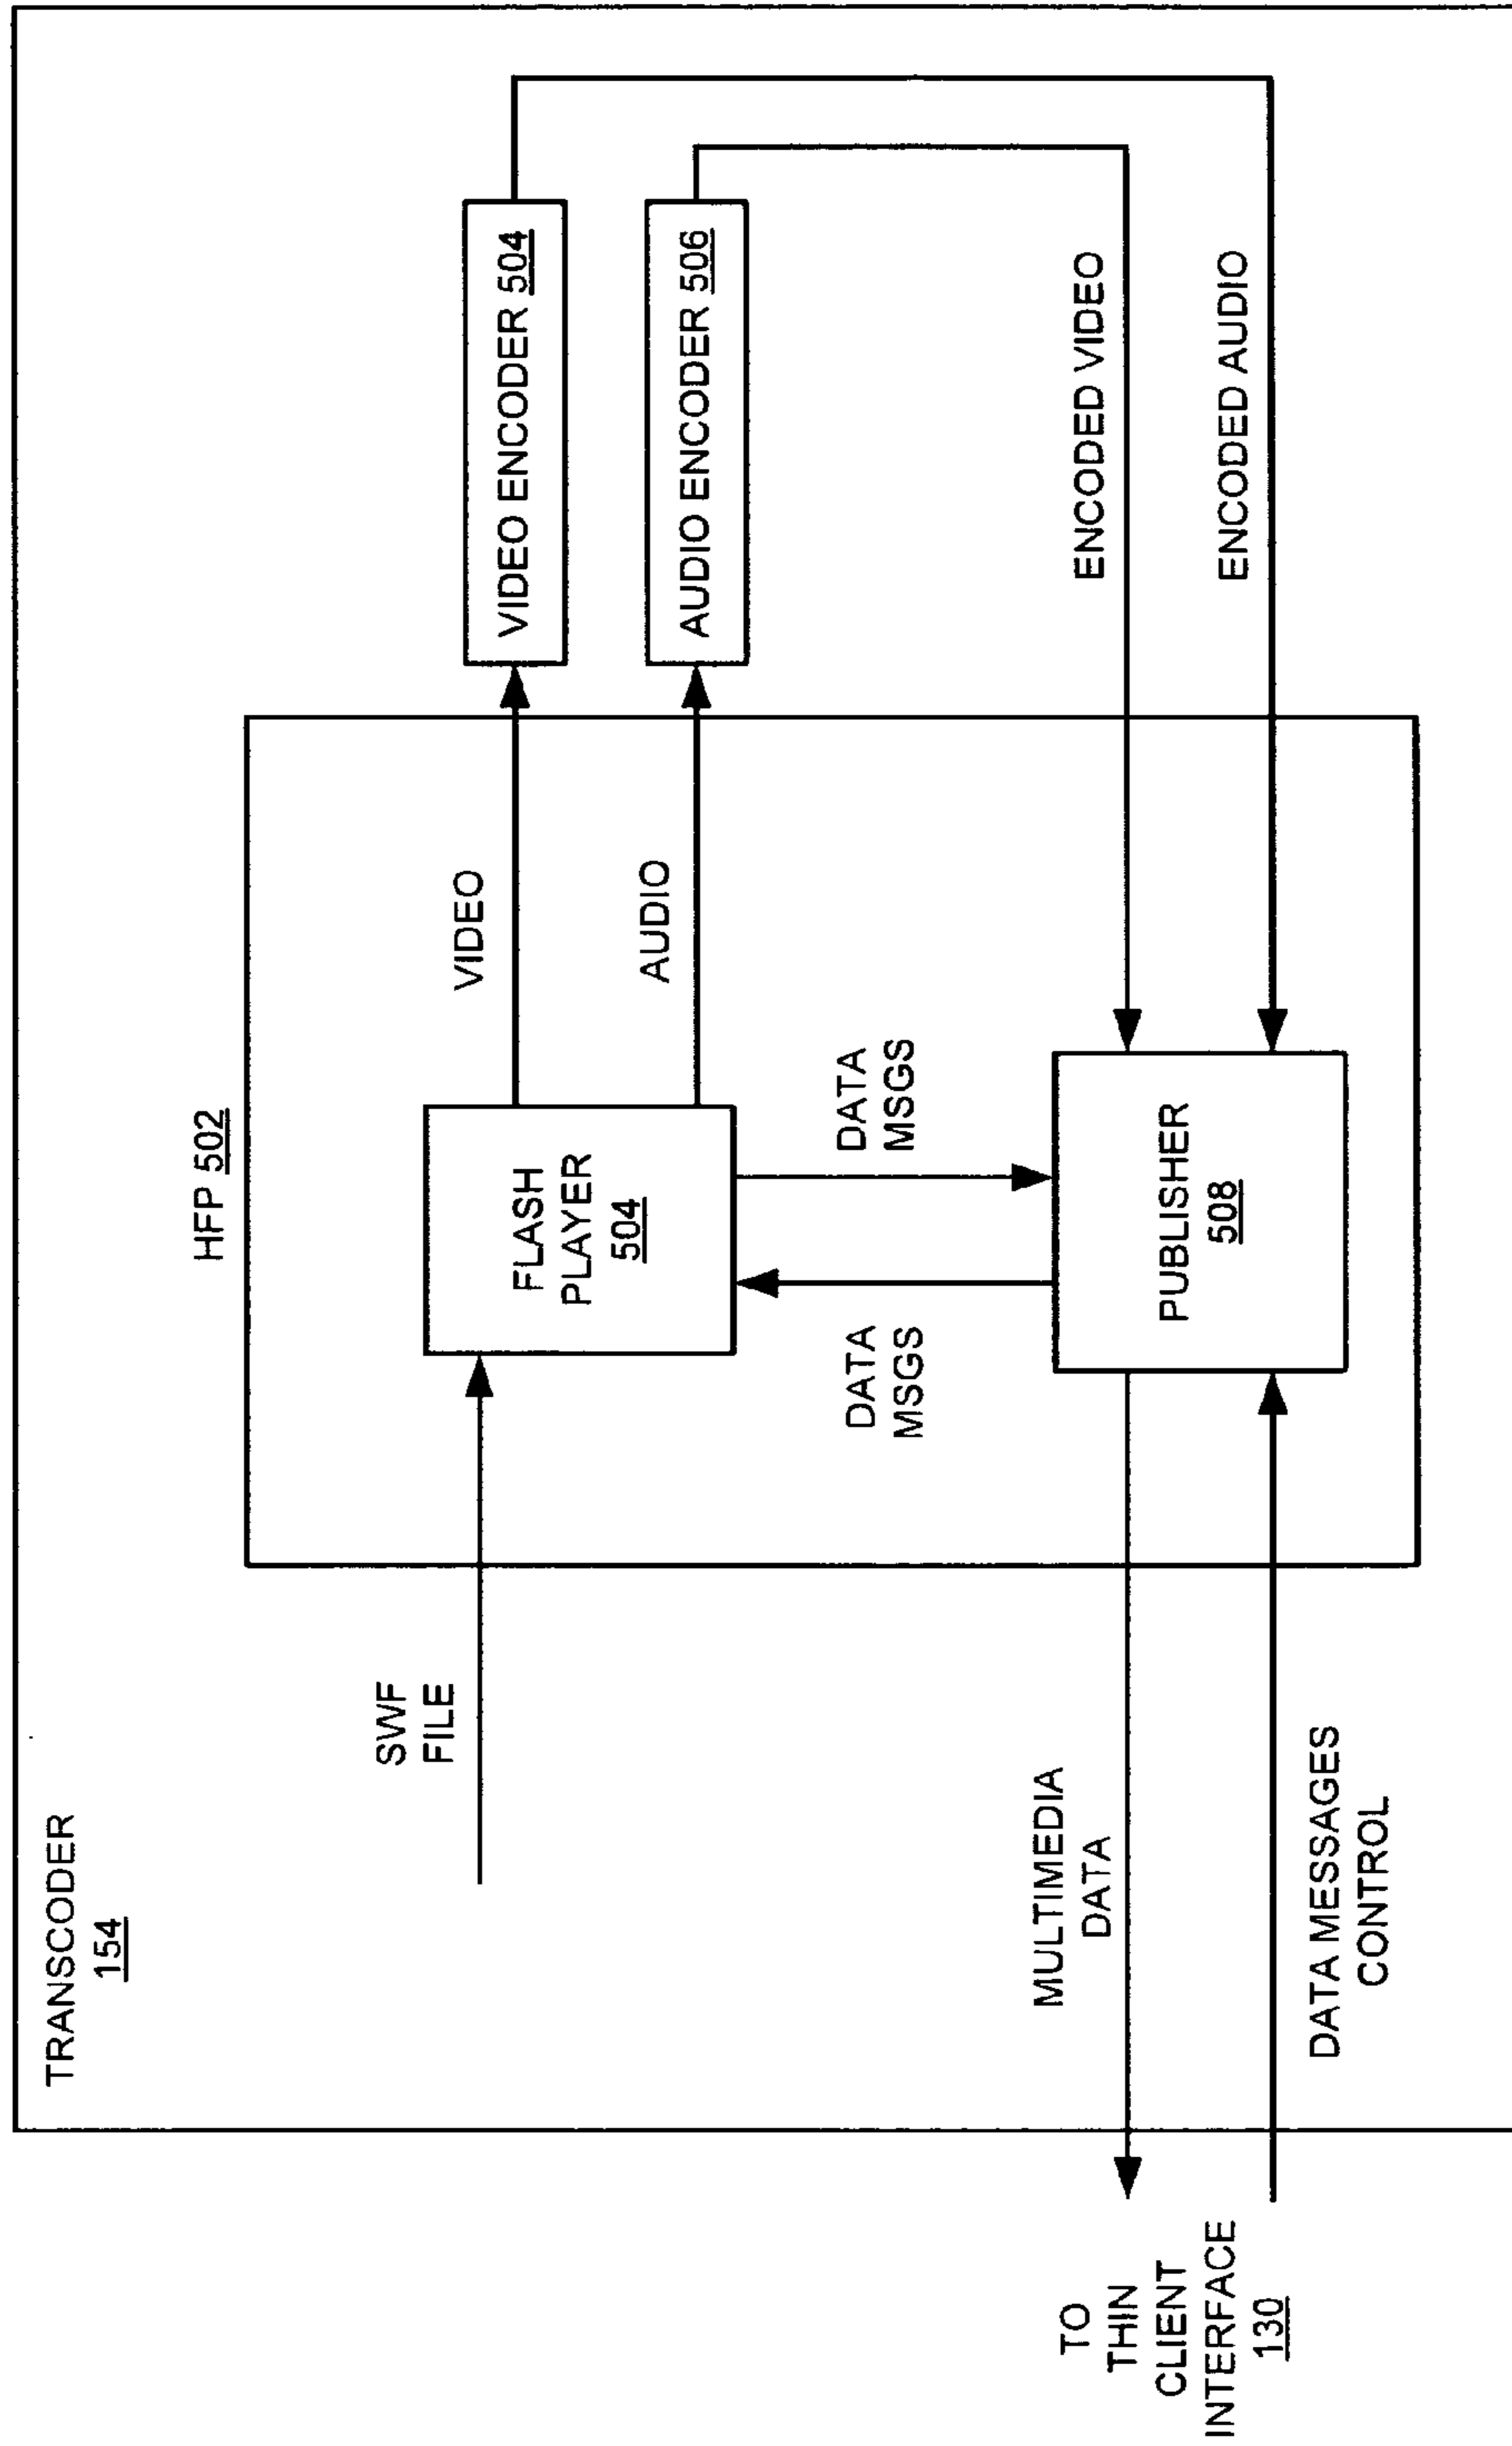 TRANSCODER
154
HFP 502
SWF
FILE
FLASH
PLAYER
504
VIDEO
AUDIO
VIDEO ENCODER 504
AUDIO ENCODER 506
DATA
MSGS
DATA
MSGS
PUBLISHER
508
ENCODED VIDEO
ENCODED AUDIO
MULTIMEDIA
DATA
DATA MESSAGES
CONTROL
TO
THIN
CLIENT
INTERFACE
130